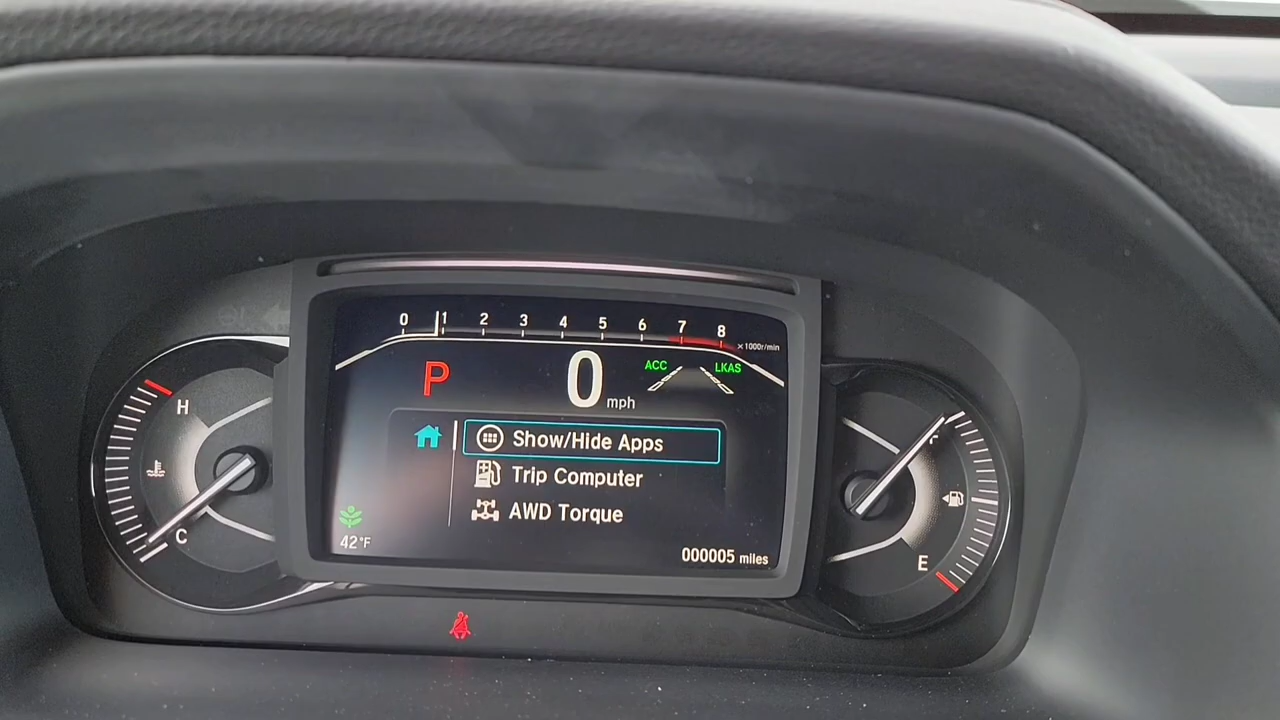 0 1 2 3 4 5 6 7 8 ×1000r/min
P 0 mph ACC LKAS
H
Show/Hide Apps
Trip Computer
AWD Torque
C
E
42°F
000005 miles